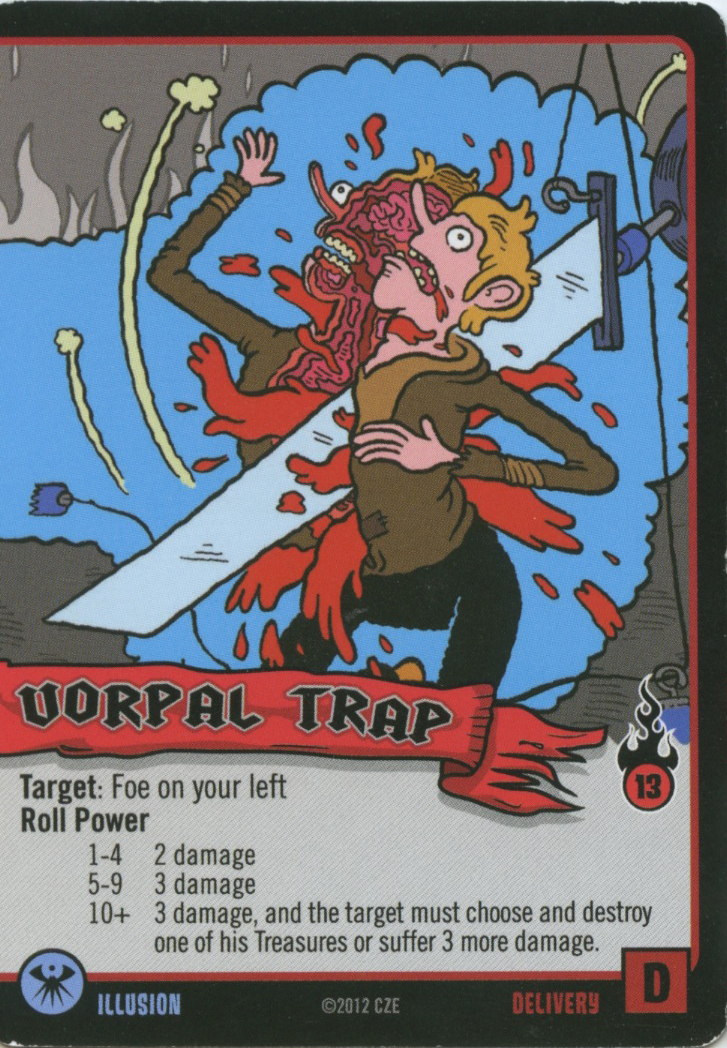 VORPAL TRAP
13
Target: Foe on your left
Roll Power
1-4 2 damage
5-9 3 damage
10+ 3 damage, and the target must choose and destroy
one of his Treasures or suffer 3 more damage.
ILLUSION ©2012 CZE DELIVERY D